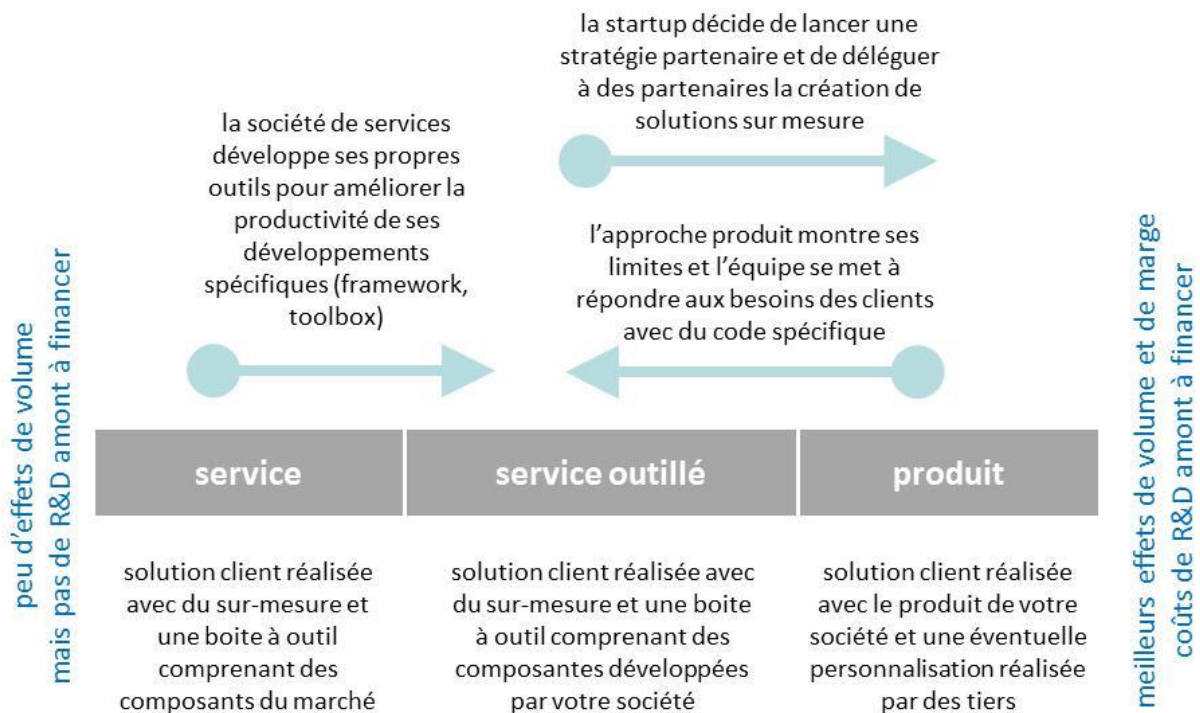 la startup décide de lancer une
stratégie partenaire et de déléguer
à des partenaires la création de
solutions sur mesure
la société de services
développe ses propres
outils pour améliorer la
productivité de ses
développements
spécifiques (framework,
toolbox)
l'approche produit montre ses
limites et l'équipe se met à
répondre aux besoins des clients
avec du code spécifique
peu d'effets de volume
mais pas de R&D amont à financer
service
service outillé
produit
solution client réalisée
avec du sur-mesure et
une boite à outil
comprenant des
composants du marché
solution client réalisée avec
du sur-mesure et une boite
à outil comprenant des
composantes développées
par votre société
solution client réalisée
avec le produit de votre
société et une éventuelle
personnalisation réalisée
par des tiers
meilleurs effets de volume et de marge
coûts de R&D amont à financer